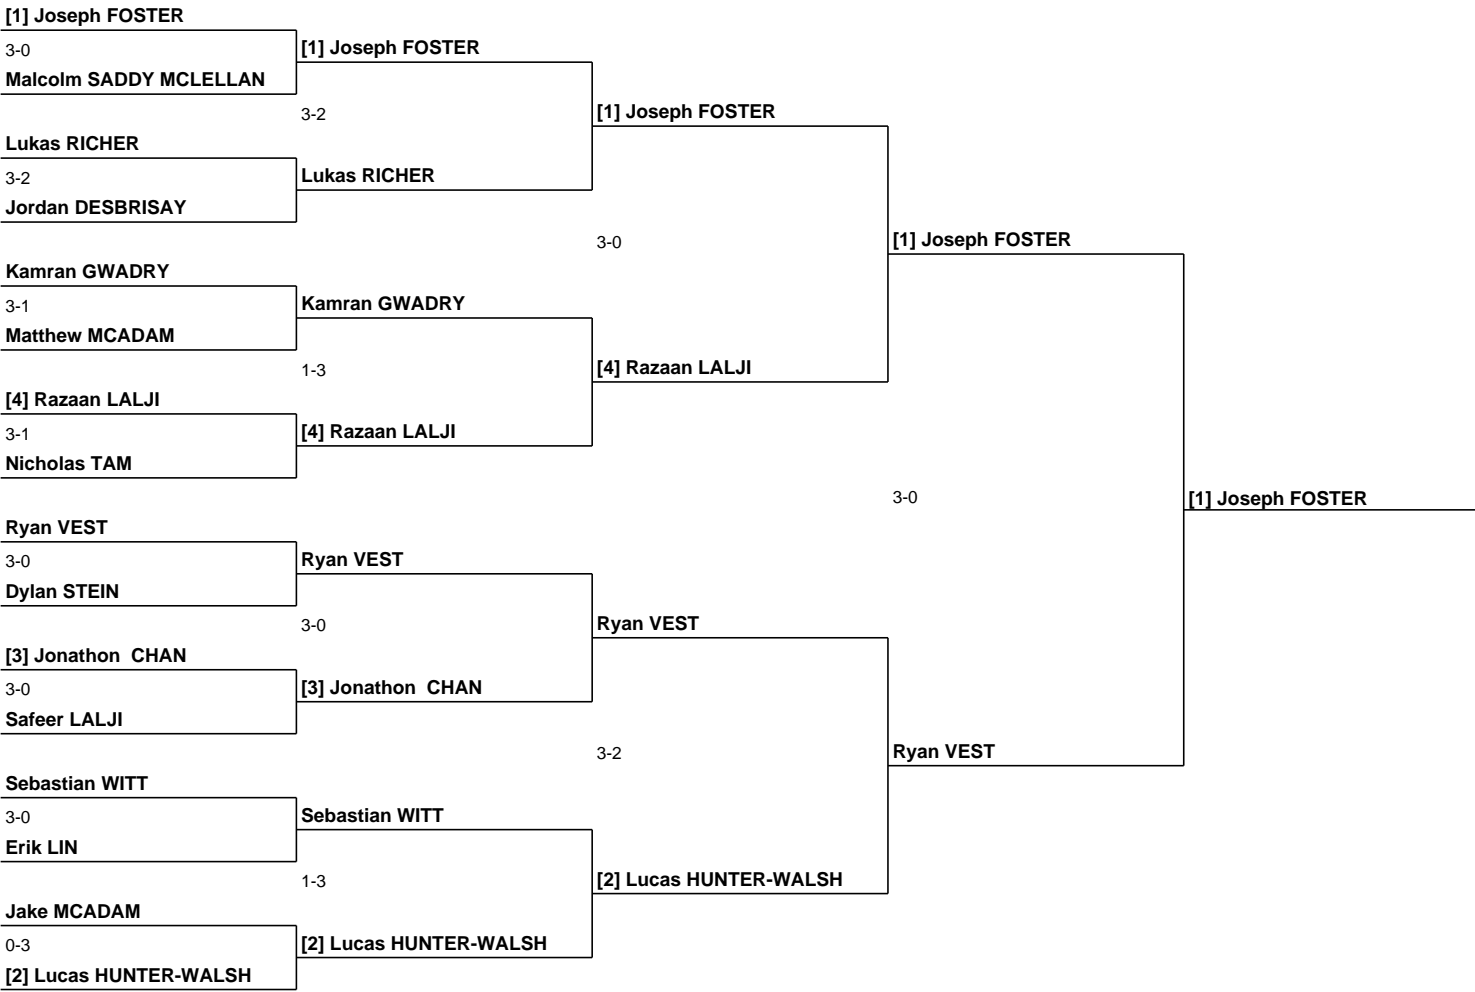 [1] Joseph FOSTER
3-0
Malcolm SADDY MCLELLAN
Lukas RICHER
3-2
Jordan DESBRISAY
Kamran GWADRY
3-1
Matthew MCADAM
[4] Razaan LALJI
3-1
Nicholas TAM
Ryan VEST
3-0
Dylan STEIN
[3] Jonathon  CHAN
3-0
Safeer LALJI
Sebastian WITT
3-0
Erik LIN
Jake MCADAM
0-3
[2] Lucas HUNTER-WALSH
[1] Joseph FOSTER
3-2
Lukas RICHER
Kamran GWADRY
1-3
[4] Razaan LALJI
Ryan VEST
3-0
[3] Jonathon  CHAN
Sebastian WITT
1-3
[2] Lucas HUNTER-WALSH
[1] Joseph FOSTER
3-0
[4] Razaan LALJI
Ryan VEST
3-2
[2] Lucas HUNTER-WALSH
[1] Joseph FOSTER
3-0
Ryan VEST
[1] Joseph FOSTER